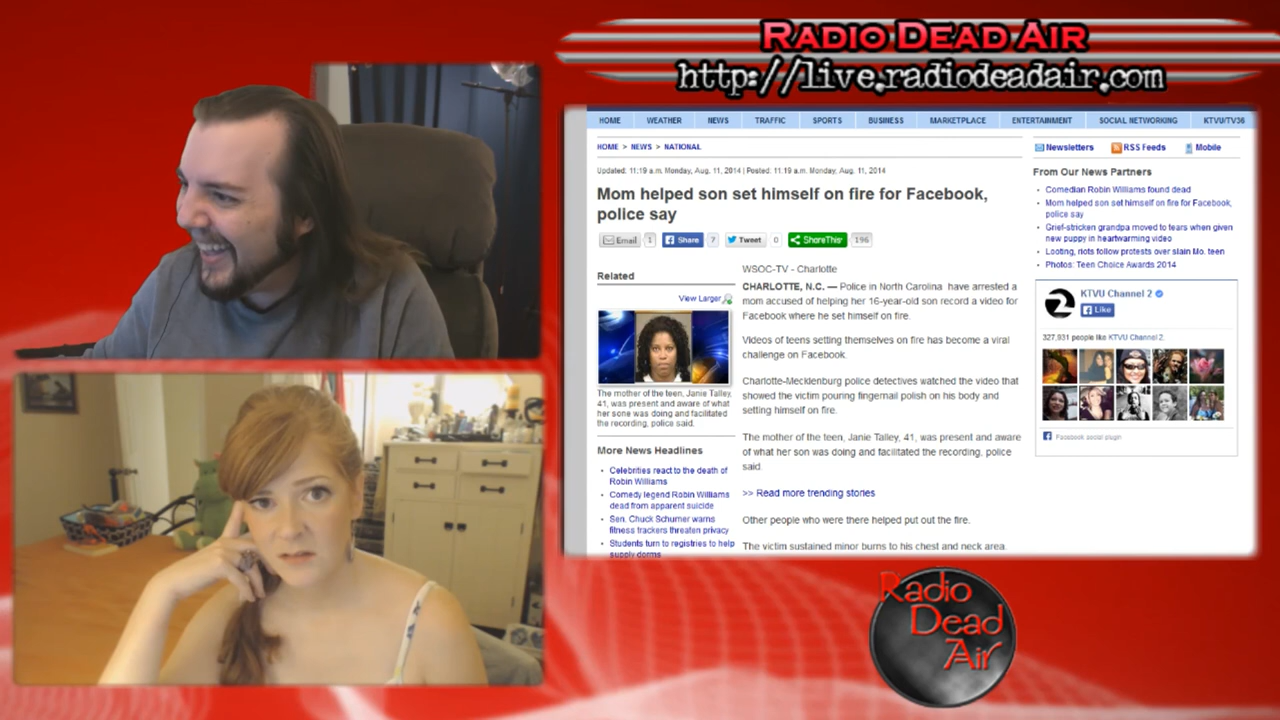 Radio Dead Air
http://live.radiodeadair.com
HOME WEATHER NEWS TRAFFIC SPORTS BUSINESS MARKETPLACE ENTERTAINMENT SOCIAL NETWORKING KTVU/TV36
HOME > NEWS > NATIONAL
Updated: 11:19 a.m. Monday, Aug. 11, 2014 | Posted: 11:19 a.m. Monday, Aug. 11, 2014
Mom helped son set himself on fire for Facebook,
police say
Email 1 Share 7 Tweet 0 ShareThis 196
Related
View Larger
The mother of the teen, Janie Talley,
41, was present and aware of what
her sone was doing and facilitated
the recording, police said.
More News Headlines
• Celebrities react to the death of
Robin Williams
• Comedy legend Robin Williams
dead from apparent suicide
• Sen. Chuck Schumer warns
fitness trackers threaten privacy
• Students turn to registries to help
supply dorms
WSOC-TV - Charlotte
CHARLOTTE, N.C. — Police in North Carolina have arrested a
mom accused of helping her 16-year-old son record a video for
Facebook where he set himself on fire.
Videos of teens setting themselves on fire has become a viral
challenge on Facebook.
Charlotte-Mecklenburg police detectives watched the video that
showed the victim pouring fingernail polish on his body and
setting himself on fire.
The mother of the teen, Janie Talley, 41, was present and aware
of what her son was doing and facilitated the recording, police
said.
>> Read more trending stories
Other people who were there helped put out the fire.
The victim sustained minor burns to his chest and neck area.
Newsletters RSS Feeds Mobile
From Our News Partners
• Comedian Robin Williams found dead
• Mom helped son set himself on fire for Facebook,
police say
• Grief-stricken grandpa moved to tears when given
new puppy in heartwarming video
• Looting, riots follow protests over slain Mo. teen
• Photos: Teen Choice Awards 2014
KTVU Channel 2
Like
327,931 people like KTVU Channel 2.
Facebook social plugin
Radio
Dead
Air